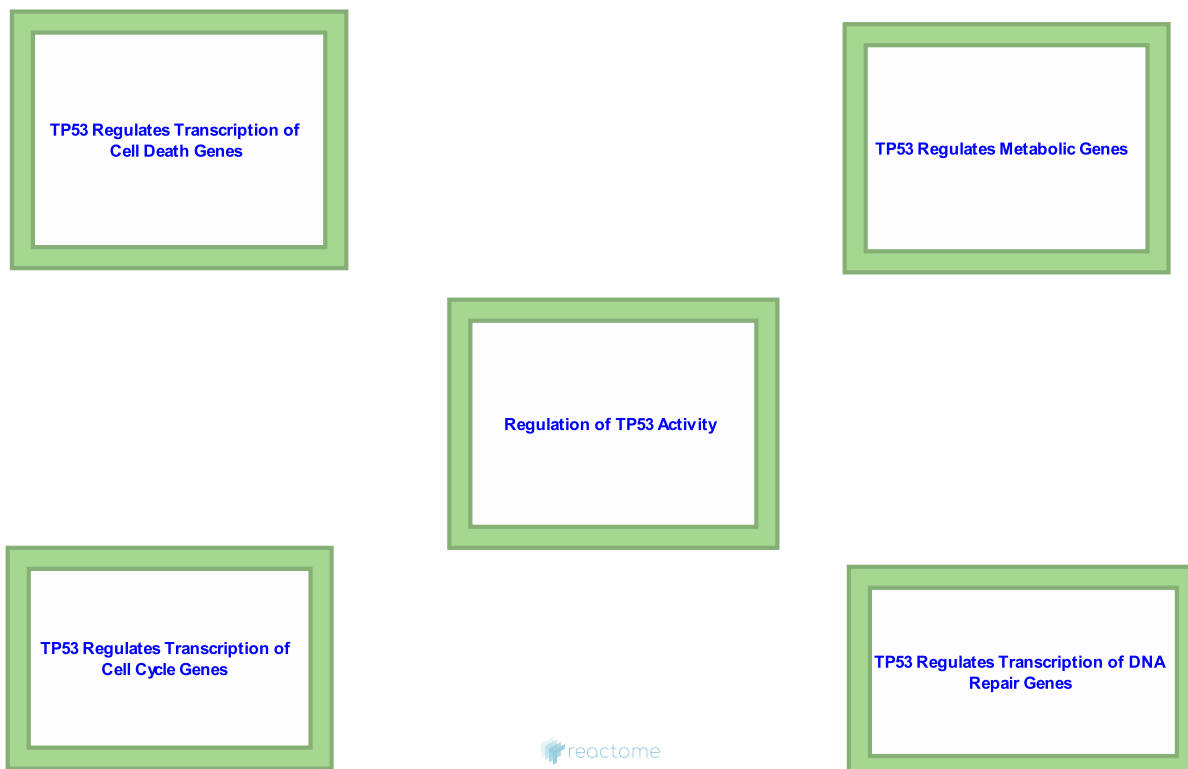 TP53 Regulates Transcription of
Cell Death Genes
TP53 Regulates Metabolic Genes
Regulation of TP53 Activity
TP53 Regulates Transcription of
Cell Cycle Genes
TP53 Regulates Transcription of DNA
Repair Genes
reactome